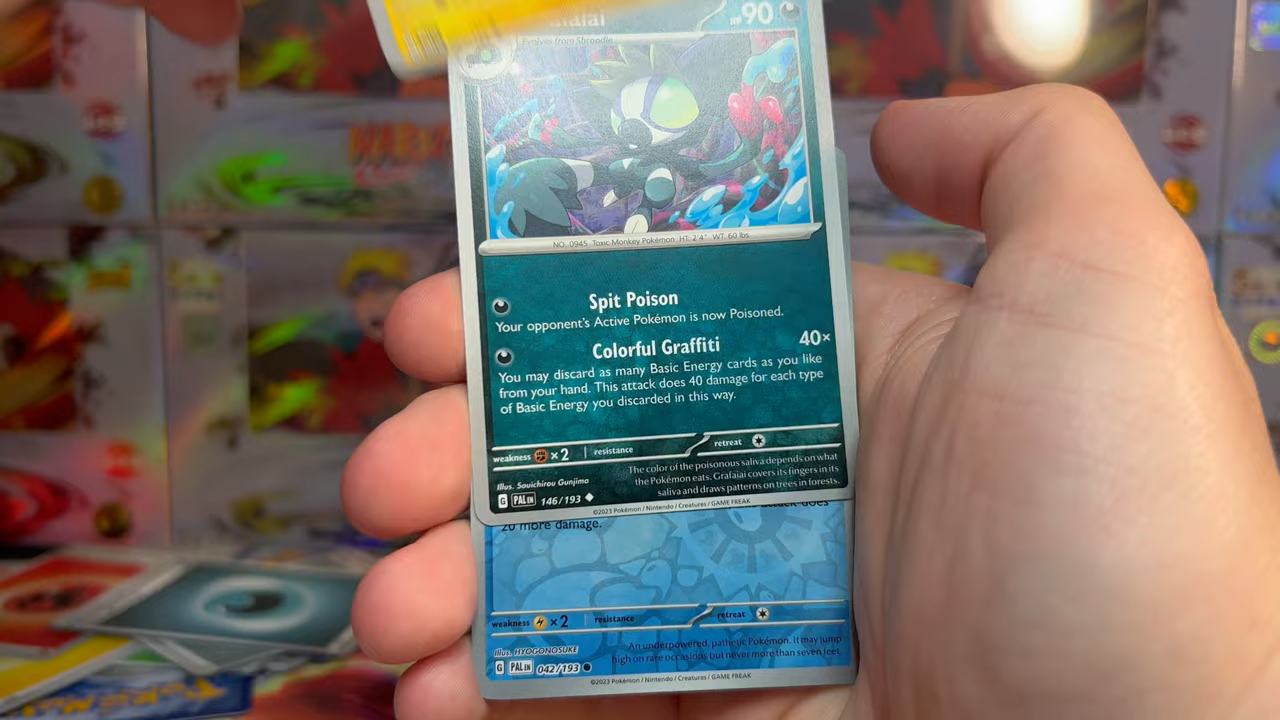 HP90
Evolves from Shroodle
NO. 0945 Toxic Monkey Pokémon HT: 2'4" WT: 60 lbs.
Spit Poison
Your opponent's Active Pokémon is now Poisoned.
Colorful Graffiti 40×
You may discard as many Basic Energy cards as you like
from your hand. This attack does 40 damage for each type
of Basic Energy you discarded in this way.
weakness ×2 resistance retreat
Illus. Souichirou Gunjima
The color of the poisonous saliva depends on what
the Pokémon eats. Grafaiai covers its fingers in its
saliva and draws patterns on trees in forests.
G PAL EN 146/193
©2023 Pokémon / Nintendo / Creatures / GAME FREAK
attack does
20 more damage.
weakness ×2 resistance retreat
Illus. HYOGONOSUKE
An underpowered, pathetic Pokémon. It may jump
high on rare occasions but never more than seven feet.
G PAL EN 042/193
©2023 Pokémon / Nintendo / Creatures / GAME FREAK